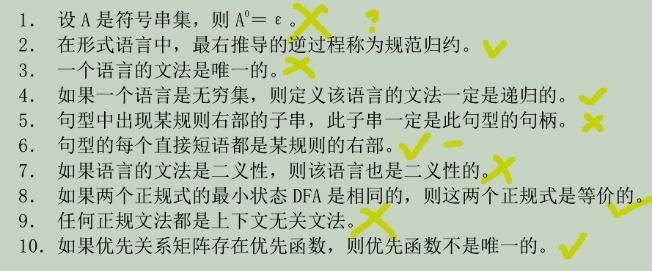 1. 设 A 是符号串集，则 A⁰＝ ε 。 ?
2. 在形式语言中，最右推导的逆过程称为规范归约。
3. 一个语言的文法是唯一的。
4. 如果一个语言是无穷集，则定义该语言的文法一定是递归的。
5. 句型中出现某规则右部的子串，此子串一定是此句型的句柄。
6. 句型的每个直接短语都是某规则的右部。
7. 如果语言的文法是二义性，则该语言也是二义性的。
8. 如果两个正规式的最小状态 DFA 是相同的，则这两个正规式是等价的。
9. 任何正规文法都是上下文无关文法。
10. 如果优先关系矩阵存在优先函数，则优先函数不是唯一的。